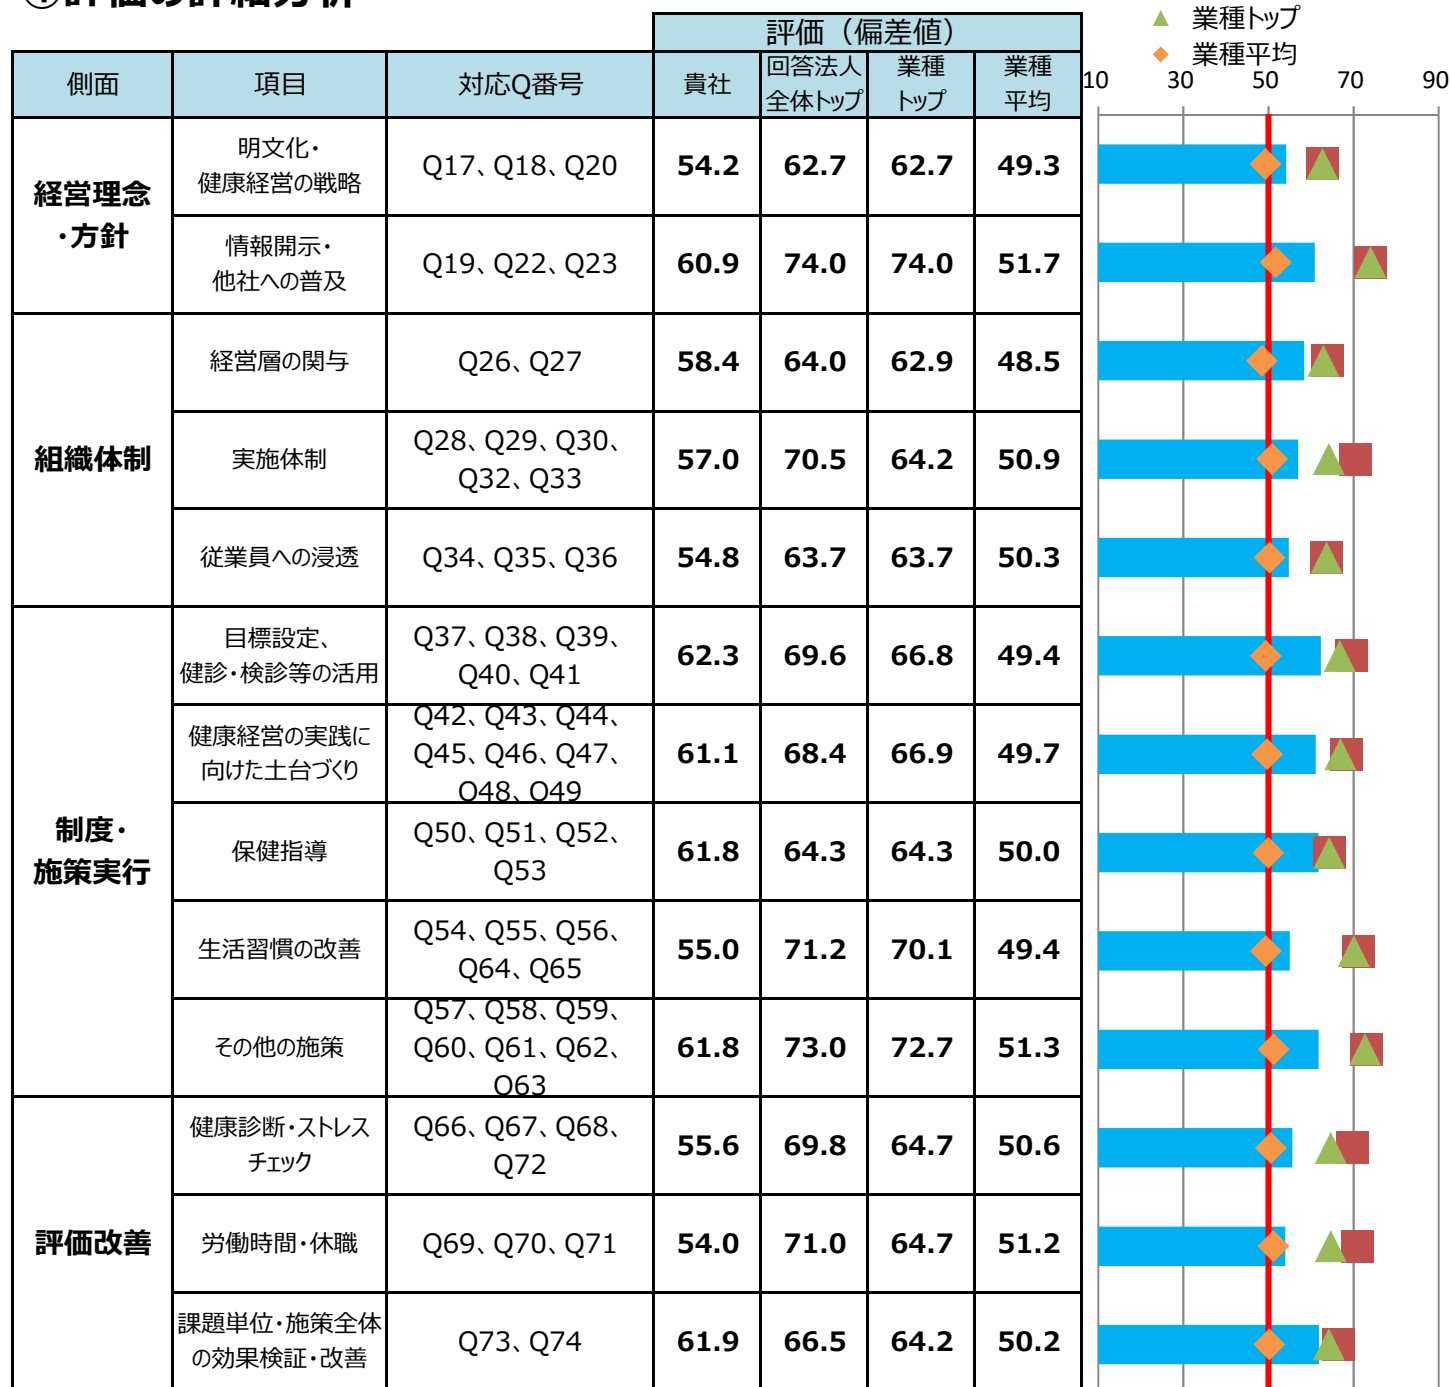 ①評価の詳細分析
▲ 業種トップ
◆ 業種平均
評価（偏差値）
側面 項目 対応Q番号 貴社 回答法人全体トップ 業種トップ 業種平均
10 30 50 70 90
経営理念・方針
明文化・健康経営の戦略 Q17、Q18、Q20 54.2 62.7 62.7 49.3
情報開示・他社への普及 Q19、Q22、Q23 60.9 74.0 74.0 51.7
組織体制
経営層の関与 Q26、Q27 58.4 64.0 62.9 48.5
実施体制 Q28、Q29、Q30、Q32、Q33 57.0 70.5 64.2 50.9
従業員への浸透 Q34、Q35、Q36 54.8 63.7 63.7 50.3
制度・施策実行
目標設定、健診・検診等の活用 Q37、Q38、Q39、Q40、Q41 62.3 69.6 66.8 49.4
健康経営の実践に向けた土台づくり Q42、Q43、Q44、Q45、Q46、Q47、Q48、Q49 61.1 68.4 66.9 49.7
保健指導 Q50、Q51、Q52、Q53 61.8 64.3 64.3 50.0
生活習慣の改善 Q54、Q55、Q56、Q64、Q65 55.0 71.2 70.1 49.4
その他の施策 Q57、Q58、Q59、Q60、Q61、Q62、Q63 61.8 73.0 72.7 51.3
評価改善
健康診断・ストレスチェック Q66、Q67、Q68、Q72 55.6 69.8 64.7 50.6
労働時間・休職 Q69、Q70、Q71 54.0 71.0 64.7 51.2
課題単位・施策全体の効果検証・改善 Q73、Q74 61.9 66.5 64.2 50.2